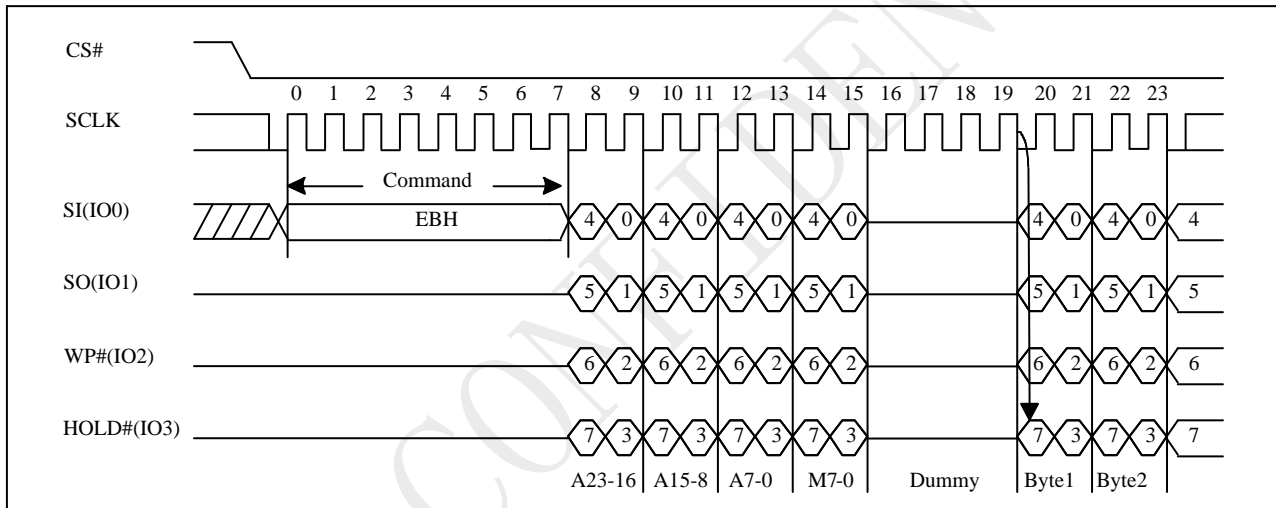 CS#
0 1 2 3 4 5 6 7 8 9 10 11 12 13 14 15 16 17 18 19 20 21 22 23
SCLK
Command
SI(IO0) EBH 4 0 4 0 4 0 4 0 4 0 4 0 4
SO(IO1) 5 1 5 1 5 1 5 1 5 1 5 1 5
WP#(IO2) 6 2 6 2 6 2 6 2 6 2 6 2 6
HOLD#(IO3) 7 3 7 3 7 3 7 3 7 3 7 3 7
A23-16 A15-8 A7-0 M7-0 Dummy Byte1 Byte2
CONFIDEN